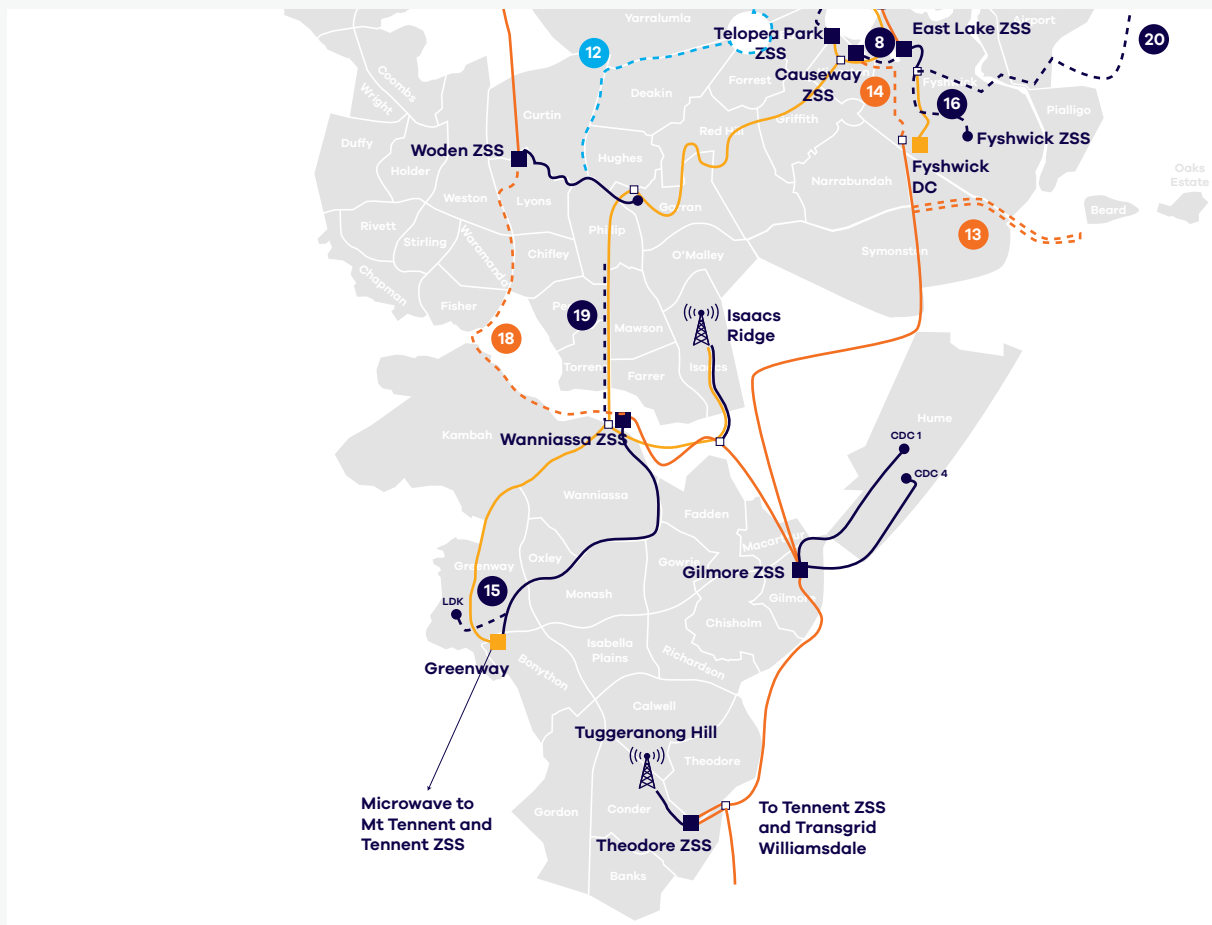 Yarralumla
Airport
12
Telopea Park
ZSS
8
East Lake ZSS
20
Coombs
Wright
Deakin
Forrest
Causeway
ZSS
14
Fyshwick
16
Pialligo
Curtin
Duffy
Griffith
Red Hill
Woden ZSS
Hughes
Fyshwick ZSS
Fyshwick
DC
Holder
Weston
Lyons
Narrabundah
Oaks
Estate
Garran
Beard
Rivett
Stirling
Waramanga
Phillip
13
Chifley
O'Malley
Symonston
Chapman
Fisher
19
Mawson
Isaacs
Ridge
18
Torrens
Farrer
Isaacs
Kambah
Wanniassa ZSS
Hume
CDC 1
CDC 4
Wanniassa
Fadden
Macarthur
Oxley
Gowrie
Greenway
Gilmore ZSS
15
LDK
Monash
Gilmore
Chisholm
Isabella
Plains
Richardson
Bonython
Greenway
Calwell
Tuggeranong Hill
Theodore
Microwave to
Mt Tennent and
Tennent ZSS
Gordon
Conder
To Tennent ZSS
and Transgrid
Williamsdale
Theodore ZSS
Banks